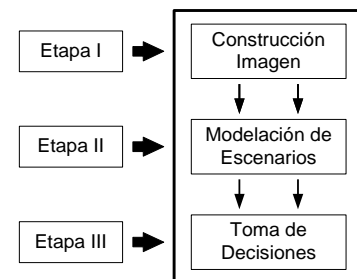 Etapa I
Construcción
Imagen
Etapa II
Modelación de
Escenarios
Etapa III
Toma de
Decisiones